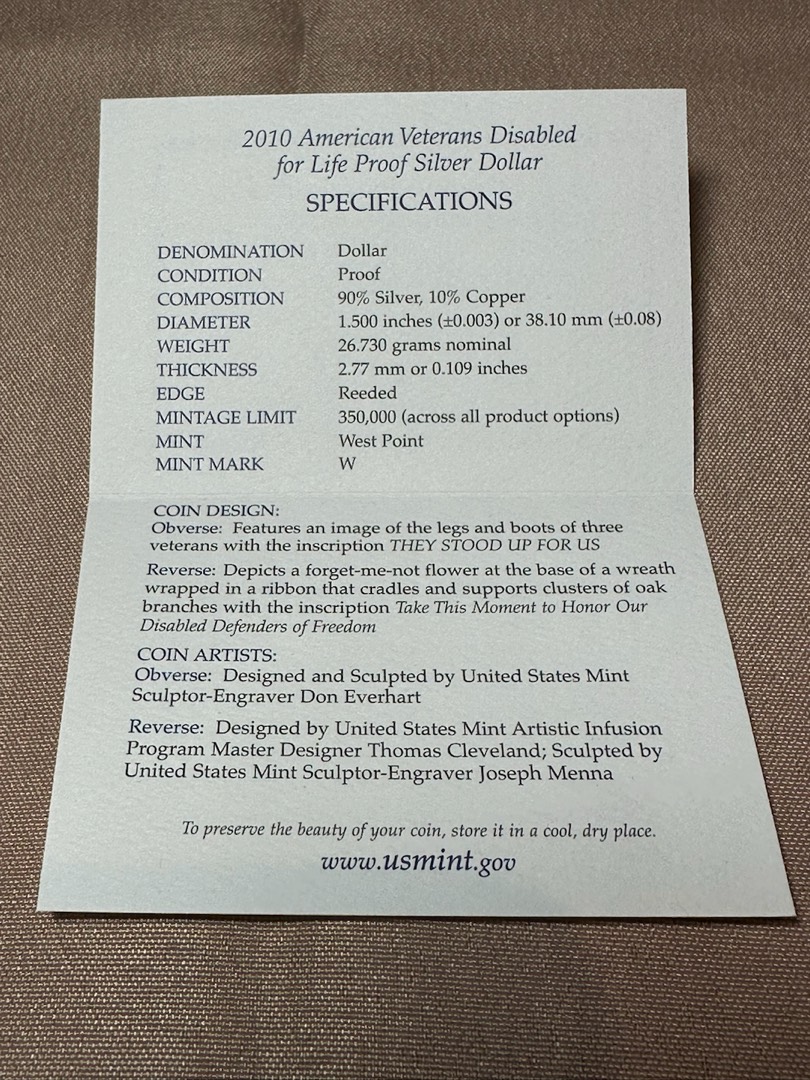 2010 American Veterans Disabled
for Life Proof Silver Dollar
SPECIFICATIONS
DENOMINATION Dollar
CONDITION Proof
COMPOSITION 90% Silver, 10% Copper
DIAMETER 1.500 inches (±0.003) or 38.10 mm (±0.08)
WEIGHT 26.730 grams nominal
THICKNESS 2.77 mm or 0.109 inches
EDGE Reeded
MINTAGE LIMIT 350,000 (across all product options)
MINT West Point
MINT MARK W
COIN DESIGN:
Obverse: Features an image of the legs and boots of three
veterans with the inscription THEY STOOD UP FOR US
Reverse: Depicts a forget-me-not flower at the base of a wreath
wrapped in a ribbon that cradles and supports clusters of oak
branches with the inscription Take This Moment to Honor Our
Disabled Defenders of Freedom
COIN ARTISTS:
Obverse: Designed and Sculpted by United States Mint
Sculptor-Engraver Don Everhart
Reverse: Designed by United States Mint Artistic Infusion
Program Master Designer Thomas Cleveland; Sculpted by
United States Mint Sculptor-Engraver Joseph Menna
To preserve the beauty of your coin, store it in a cool, dry place.
www.usmint.gov